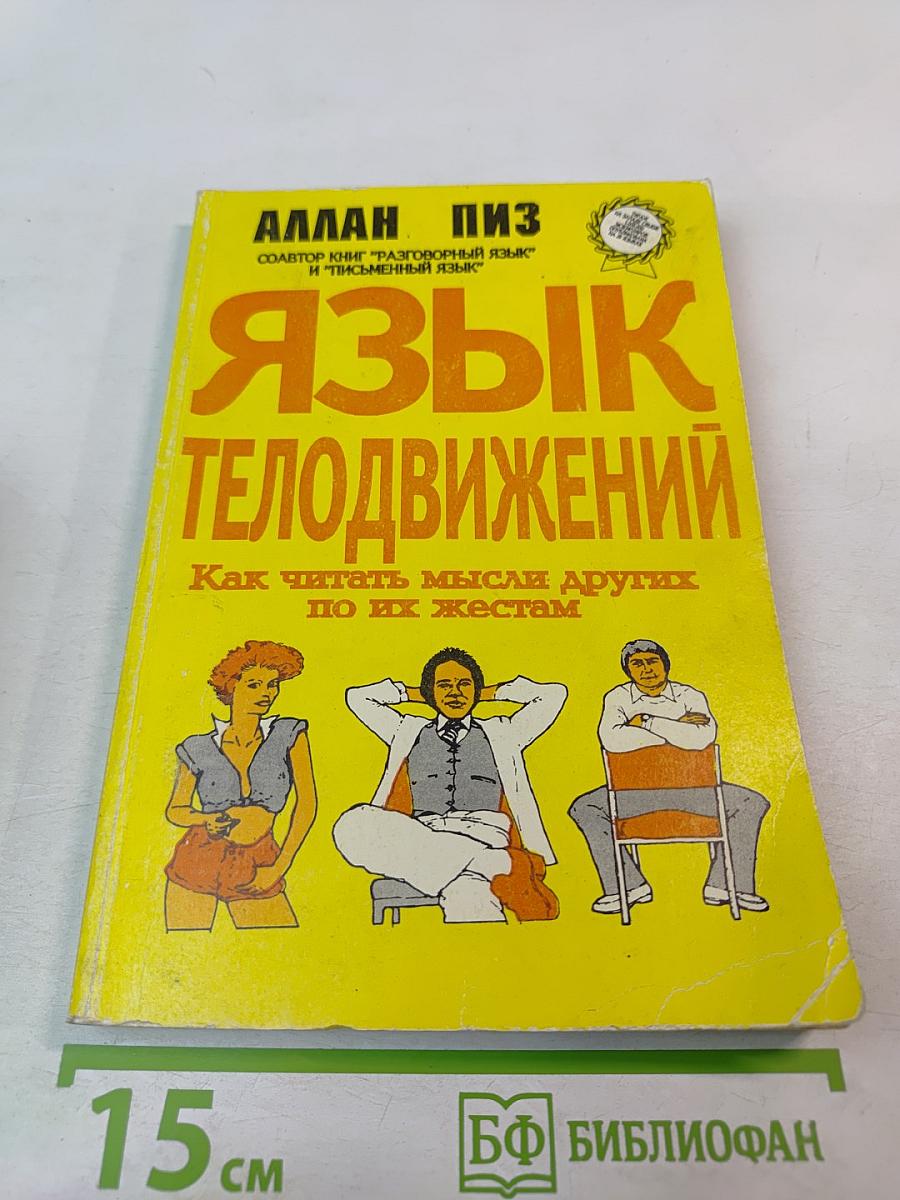 АЛЛАН ПИЗ
СОАВТОР КНИГ "РАЗГОВОРНЫЙ ЯЗЫК"
И "ПИСЬМЕННЫЙ ЯЗЫК"
ЯЗЫК
ТЕЛОДВИЖЕНИЙ
Как читать мысли других
по их жестам
15 см
БФ БИБЛИОФАН